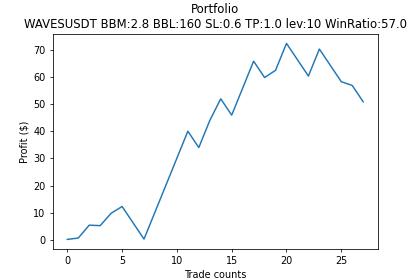 Portfolio
WAVESUSDT BBM:2.8 BBL:160 SL:0.6 TP:1.0 lev:10 WinRatio:57.0
70
60
50
40
30
20
10
0
Profit ($)
0 5 10 15 20 25
Trade counts